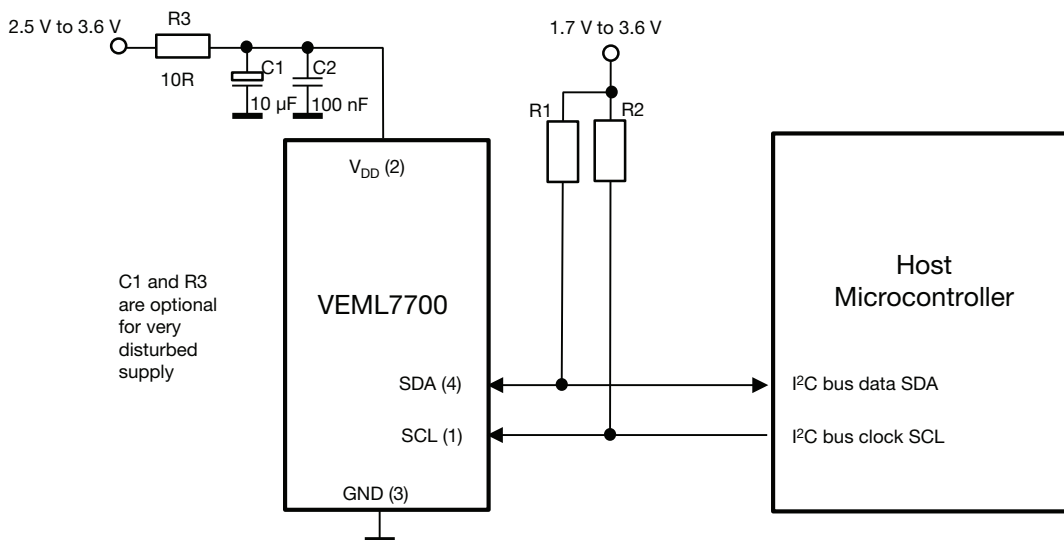 2.5 V to 3.6 V
R3
10R
C1
10 µF
C2
100 nF
1.7 V to 3.6 V
R1
R2
V_DD (2)
C1 and R3
are optional
for very
disturbed
supply
VEML7700
Host
Microcontroller
SDA (4)
I²C bus data SDA
SCL (1)
I²C bus clock SCL
GND (3)